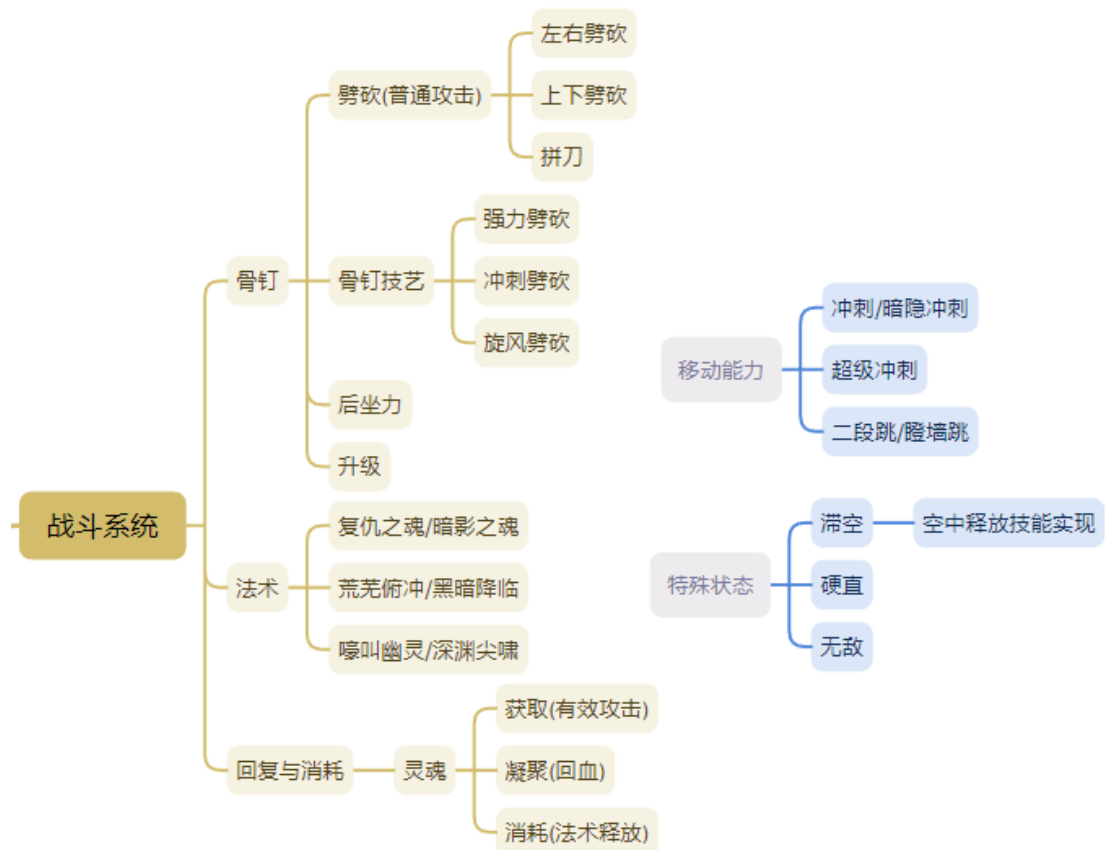 左右劈砍
劈砍(普通攻击)
上下劈砍
拼刀
强力劈砍
骨钉
骨钉技艺
冲刺劈砍
旋风劈砍
后坐力
升级
战斗系统
复仇之魂/暗影之魂
法术
荒芜俯冲/黑暗降临
嚎叫幽灵/深渊尖啸
获取(有效攻击)
回复与消耗
灵魂
凝聚(回血)
消耗(法术释放)
冲刺/暗隐冲刺
移动能力
超级冲刺
二段跳/瞪墙跳
滞空
空中释放技能实现
特殊状态
硬直
无敌